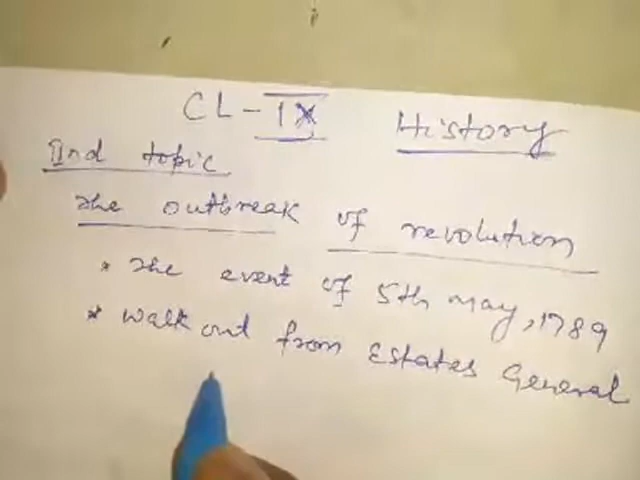 CL-IX History
IInd topic
The outbreak of revolution
* The event of 5th may, 1789
* Walk out from Estates General